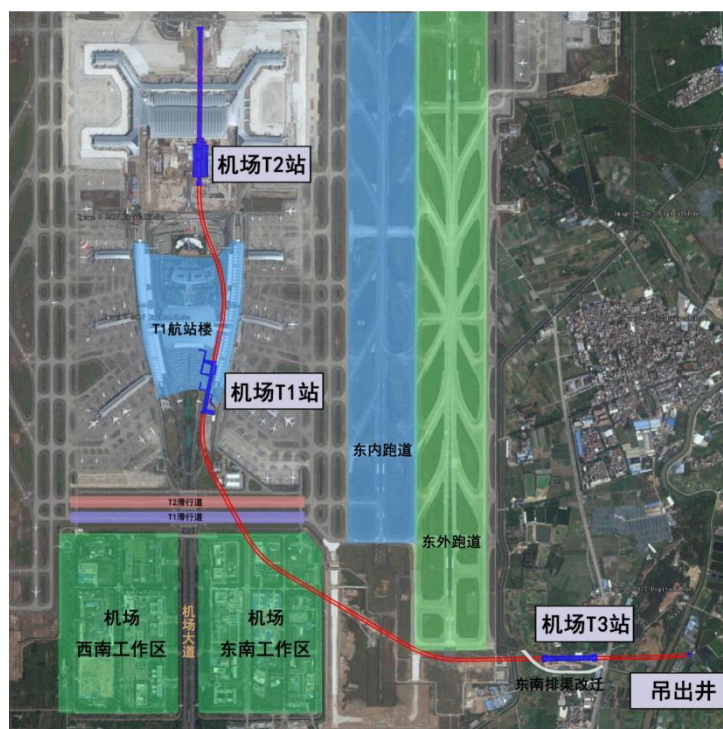 机场T2站
T1航站楼
机场T1站
东内跑道
东外跑道
T2滑行道
T1滑行道
机场
西南工作区
机场大道
机场
东南工作区
机场T3站
东南排渠改迁
吊出井